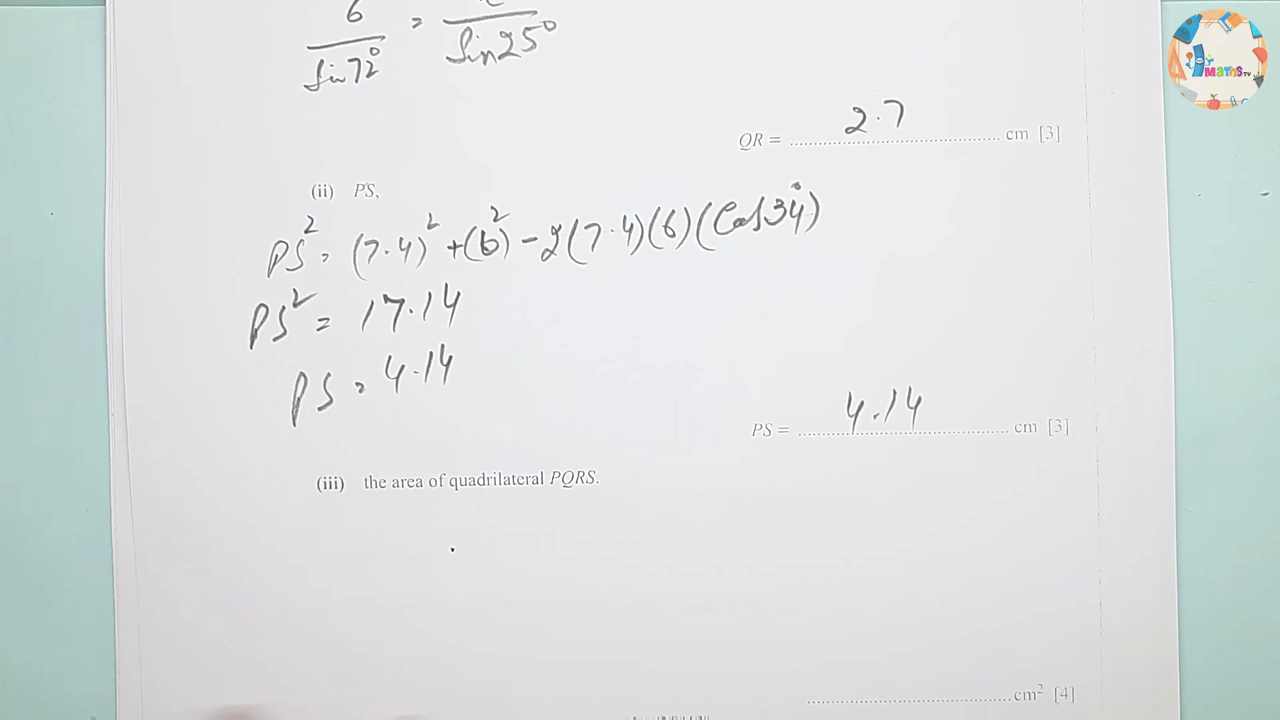 6 = 
sin72° sin25°
MATHS TV
QR = 2.7 cm [3]
(ii) PS,
PS² = (7.4)² + (6)² - 2(7.4)(6)(Cos34°)
PS² = 17.14
PS = 4.14
PS = 4.14 cm [3]
(iii) the area of quadrilateral PQRS.
cm² [4]